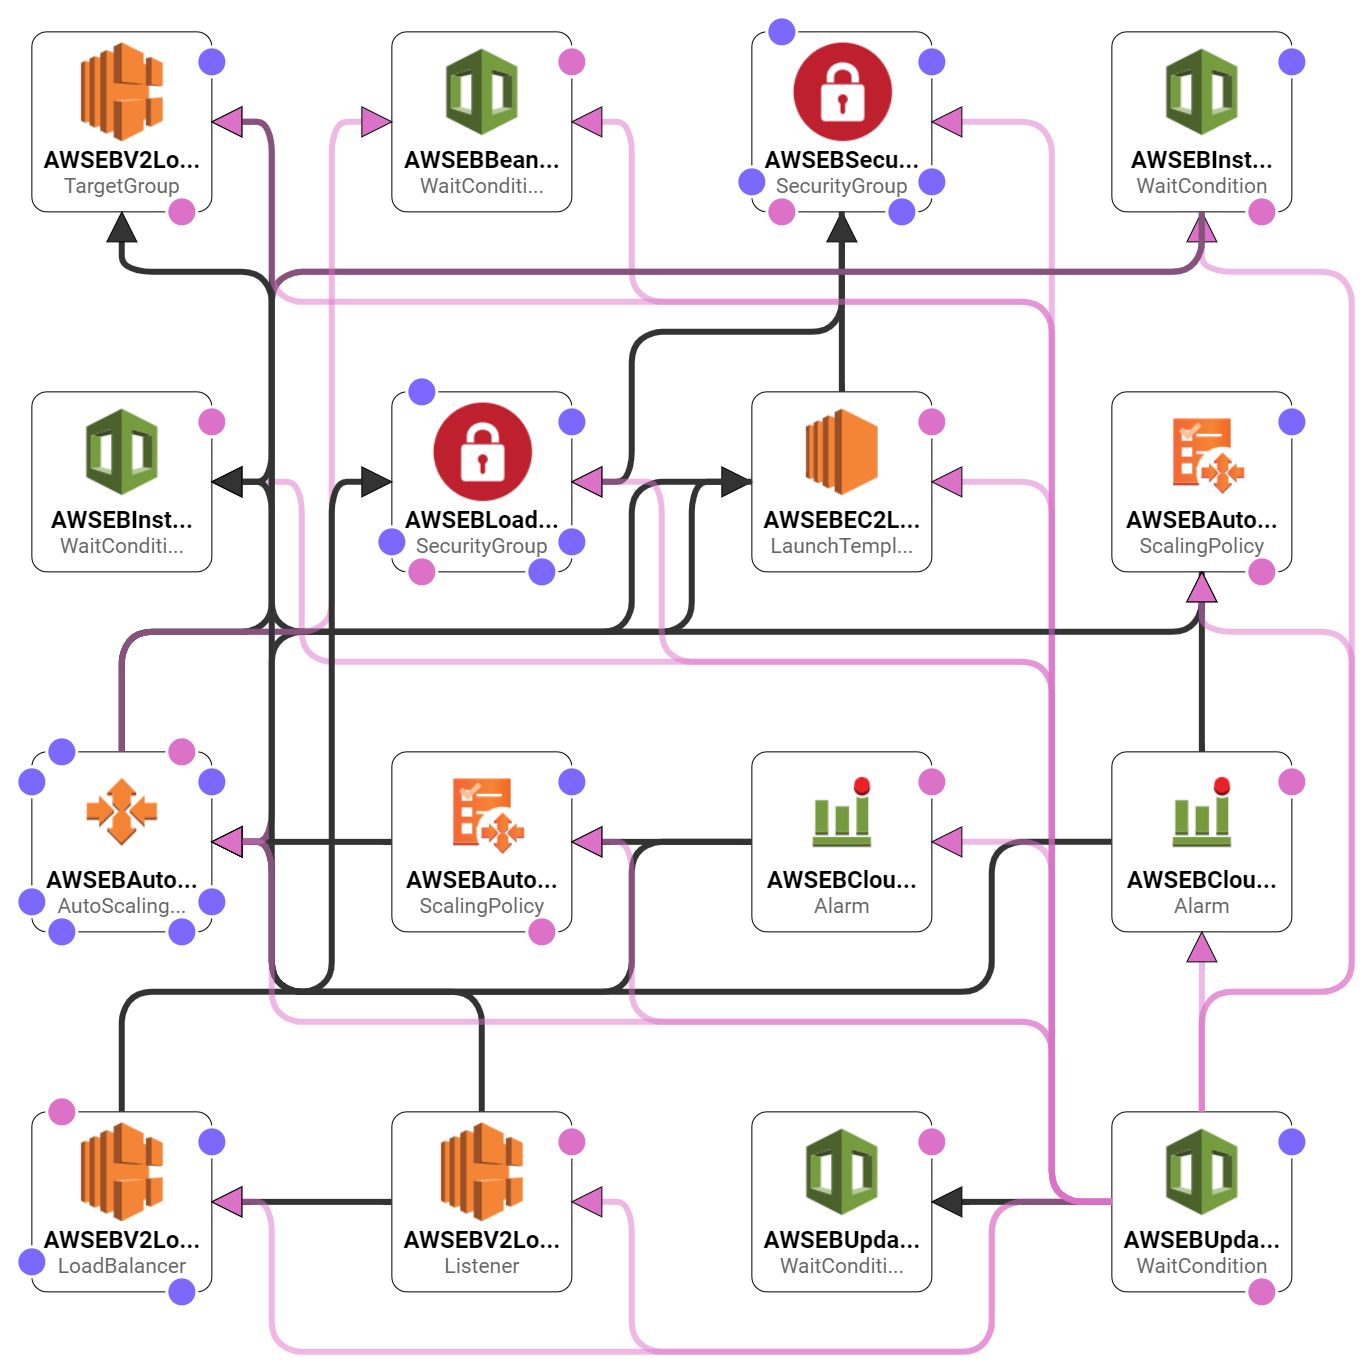 AWSEBV2Lo...
TargetGroup
AWSEBBean...
WaitConditi...
AWSEBSecu...
SecurityGroup
AWSEBInst...
WaitCondition
AWSEBInst...
WaitConditi...
AWSEBLoad...
SecurityGroup
AWSEBEC2L...
LaunchTempl...
AWSEBAuto...
ScalingPolicy
AWSEBAuto...
AutoScaling...
AWSEBAuto...
ScalingPolicy
AWSEBClou...
Alarm
AWSEBClou...
Alarm
AWSEBV2Lo...
LoadBalancer
AWSEBV2Lo...
Listener
AWSEBUpda...
WaitConditi...
AWSEBUpda...
WaitCondition